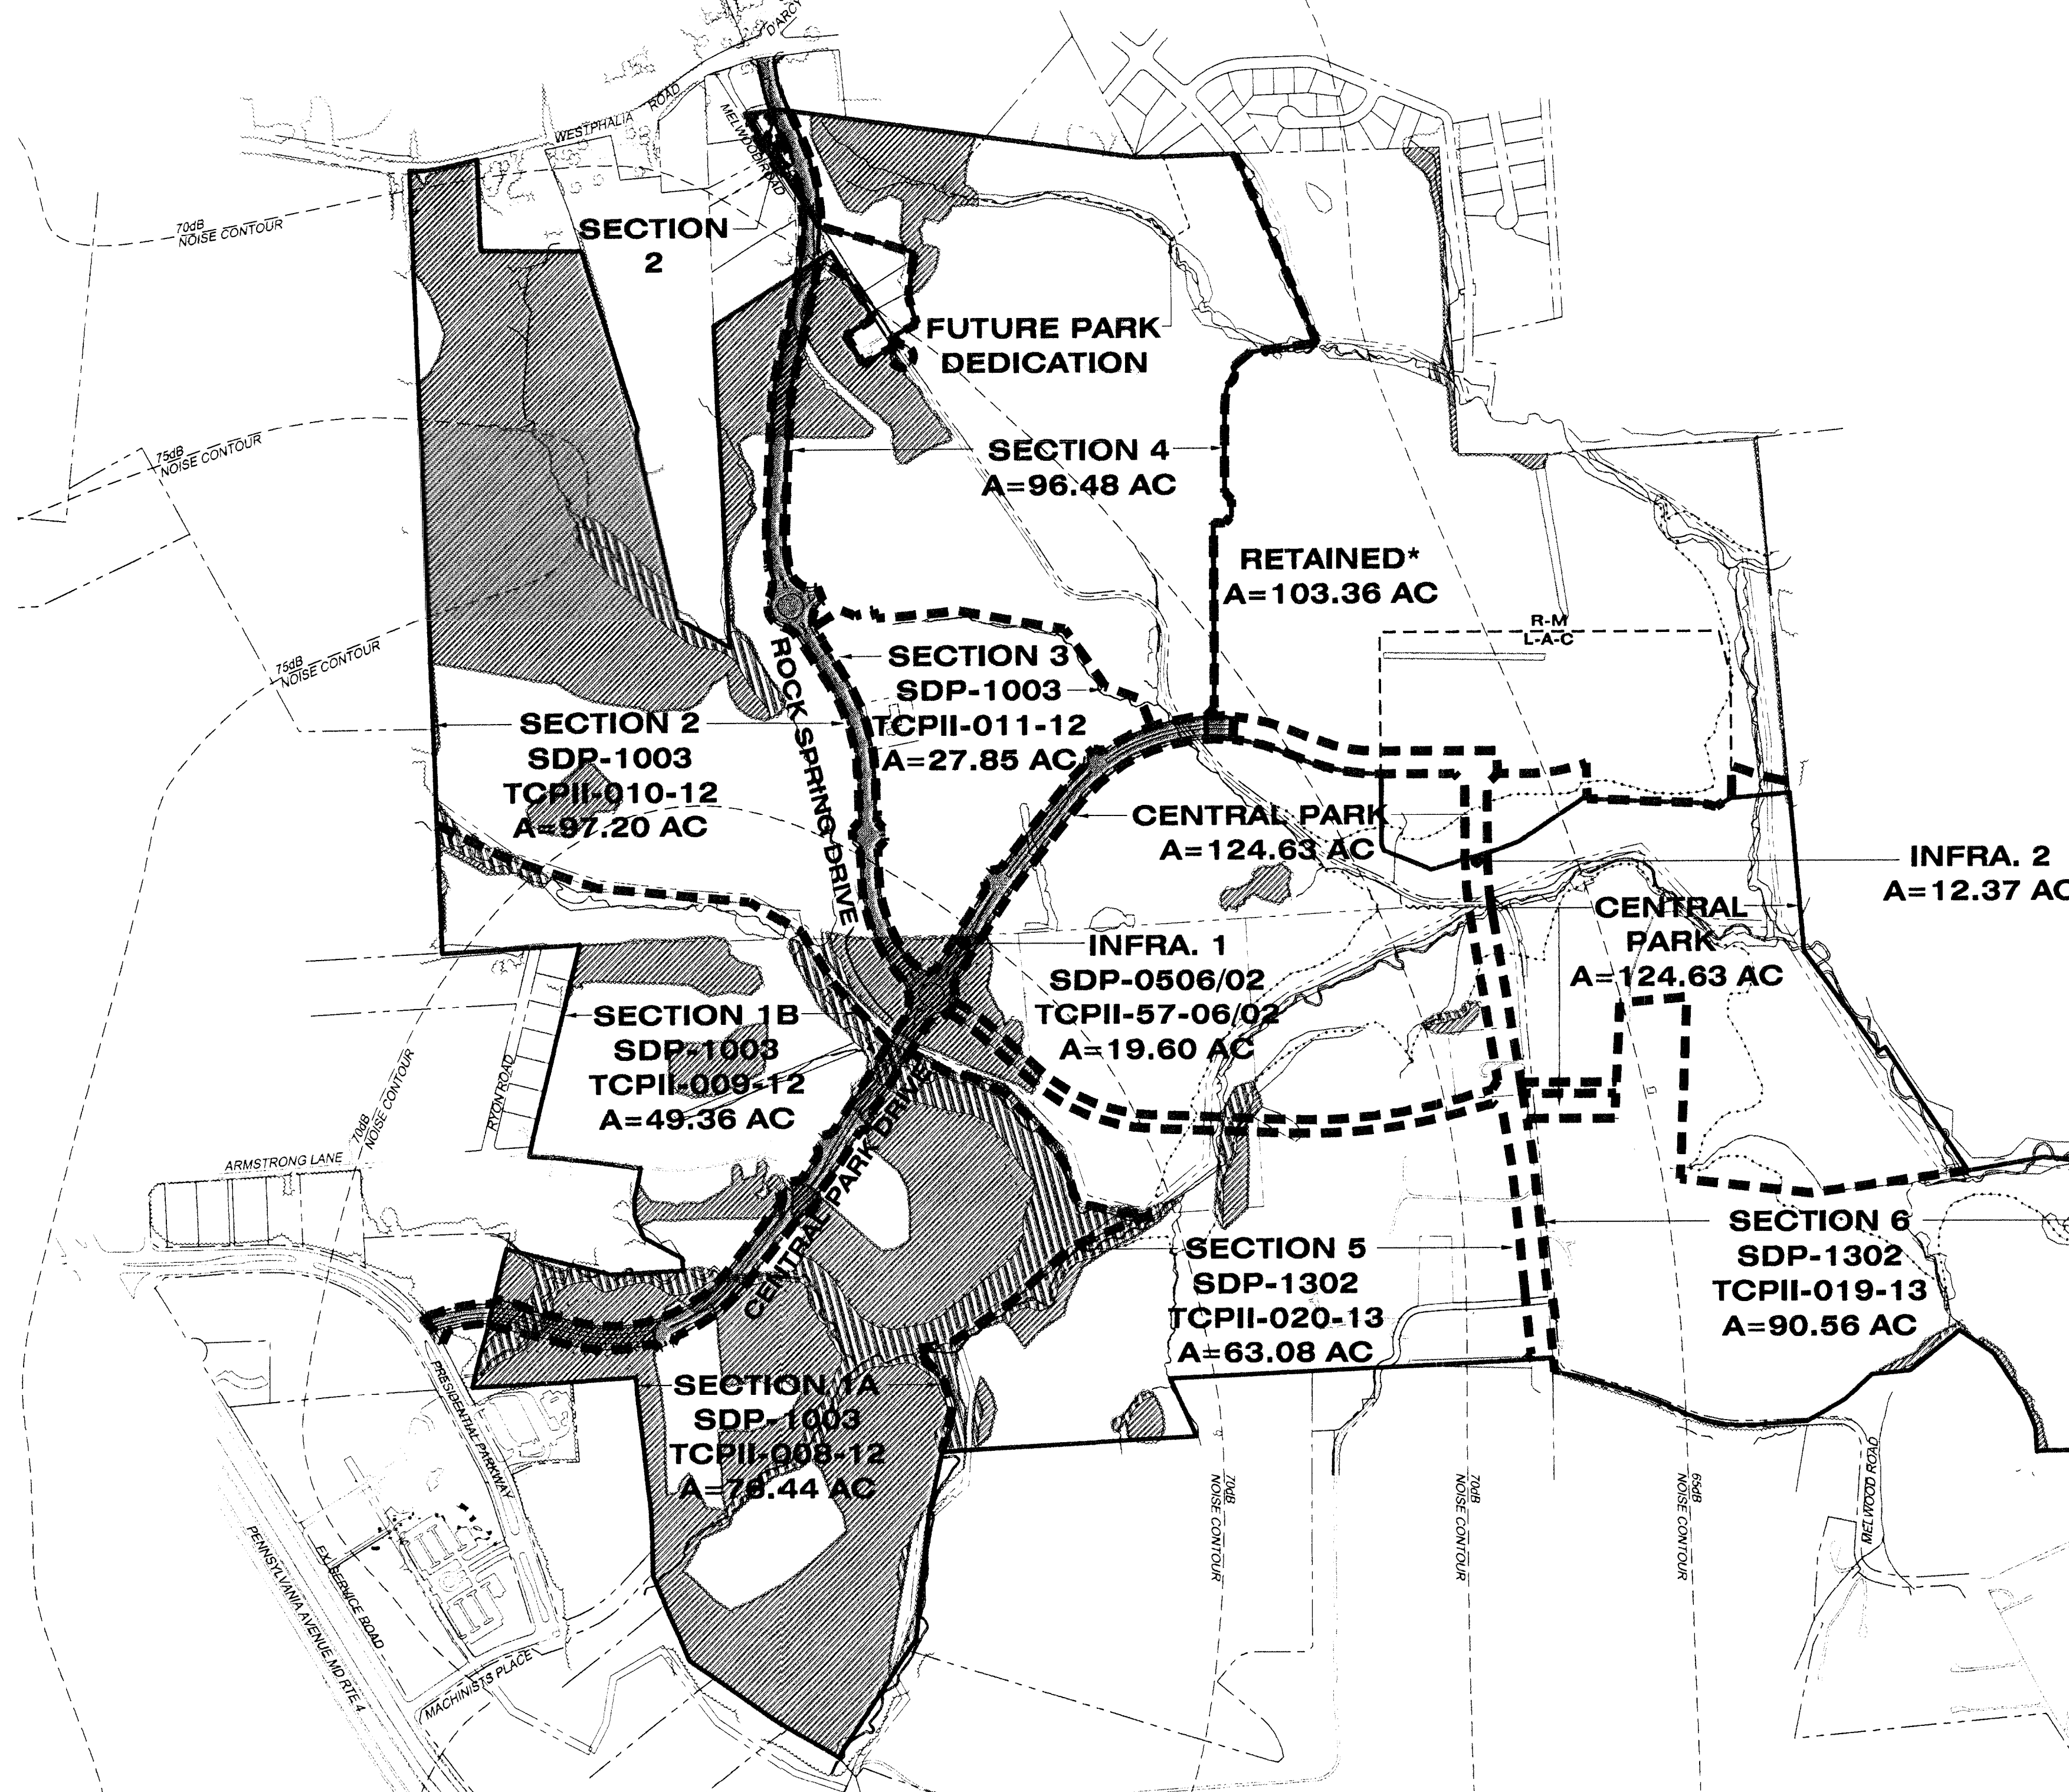 D'ARCY
WESTPHALIA ROAD
MELWOOD ROAD
70dB
NOISE CONTOUR
SECTION
2
FUTURE PARK
DEDICATION
75dB
NOISE CONTOUR
SECTION 4
A=96.48 AC
RETAINED*
A=103.36 AC
R-M
L-A-C
75dB
NOISE CONTOUR
ROCK SPRING DRIVE
SECTION 3
SDP-1003
TCPII-011-12
A=27.85 AC
SECTION 2
SDP-1003
TCPII-010-12
A=97.20 AC
CENTRAL PARK
A=124.63 AC
INFRA. 2
A=12.37 AC
CENTRAL
PARK
A=124.63 AC
INFRA. 1
SDP-0506/02
TCPII-57-06/02
A=19.60 AC
SECTION 1B
SDP-1003
TCPII-009-12
A=49.36 AC
RYON ROAD
70dB
NOISE CONTOUR
ARMSTRONG LANE
CENTRAL PARK DRIVE
SECTION 5
SDP-1302
TCPII-020-13
A=63.08 AC
SECTION 6
SDP-1302
TCPII-019-13
A=90.56 AC
SECTION 1A
SDP-1003
TCPII-008-12
A=76.44 AC
PRESIDENTIAL PARKWAY
70dB
NOISE CONTOUR
70dB
NOISE CONTOUR
65dB
NOISE CONTOUR
MELWOOD ROAD
PENNSYLVANIA AVENUE MD RTE 4
EX. SERVICE ROAD
MACHINISTS PLACE